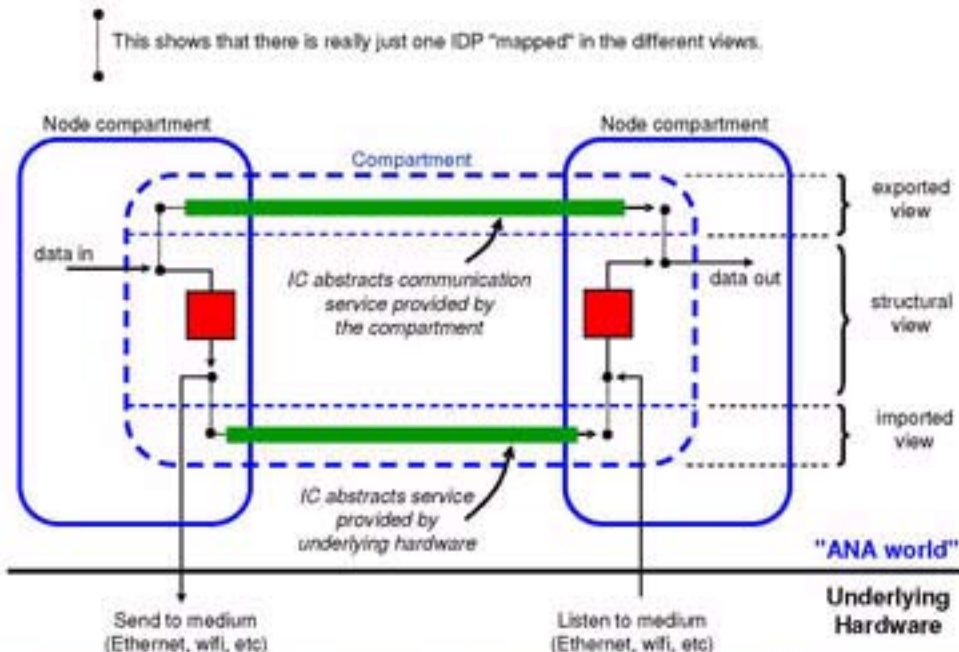 This shows that there is really just one IDP "mapped" in the different views.
Node compartment
Node compartment
Compartment
exported
view
data in
IC abstracts communication
service provided by
the compartment
data out
structural
view
imported
view
IC abstracts service
provided by
underlying hardware
"ANA world"
Underlying
Hardware
Send to medium
(Ethernet, wifi, etc)
Listen to medium
(Ethernet, wifi, etc)